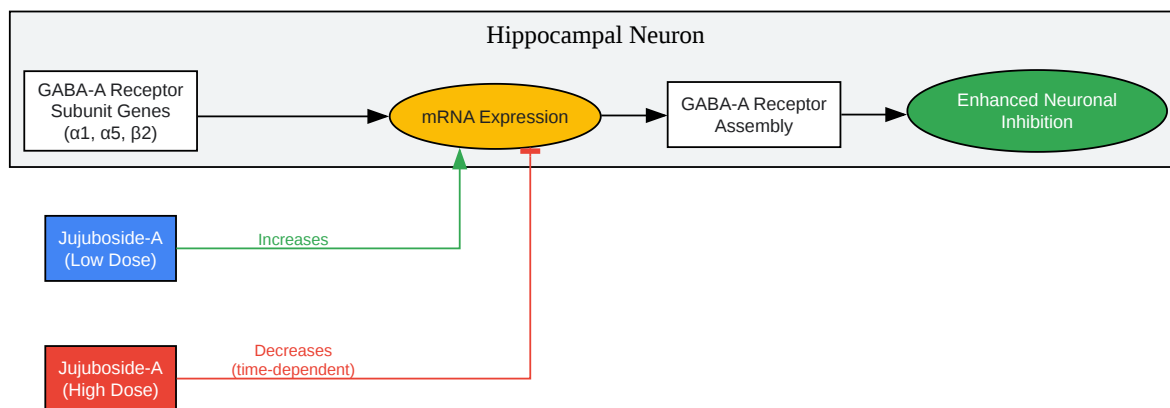 Hippocampal Neuron
GABA-A Receptor
Subunit Genes
(α1, α5, β2)
mRNA Expression
GABA-A Receptor
Assembly
Enhanced Neuronal
Inhibition
Jujuboside-A
(Low Dose)
Increases
Jujuboside-A
(High Dose)
Decreases
(time-dependent)